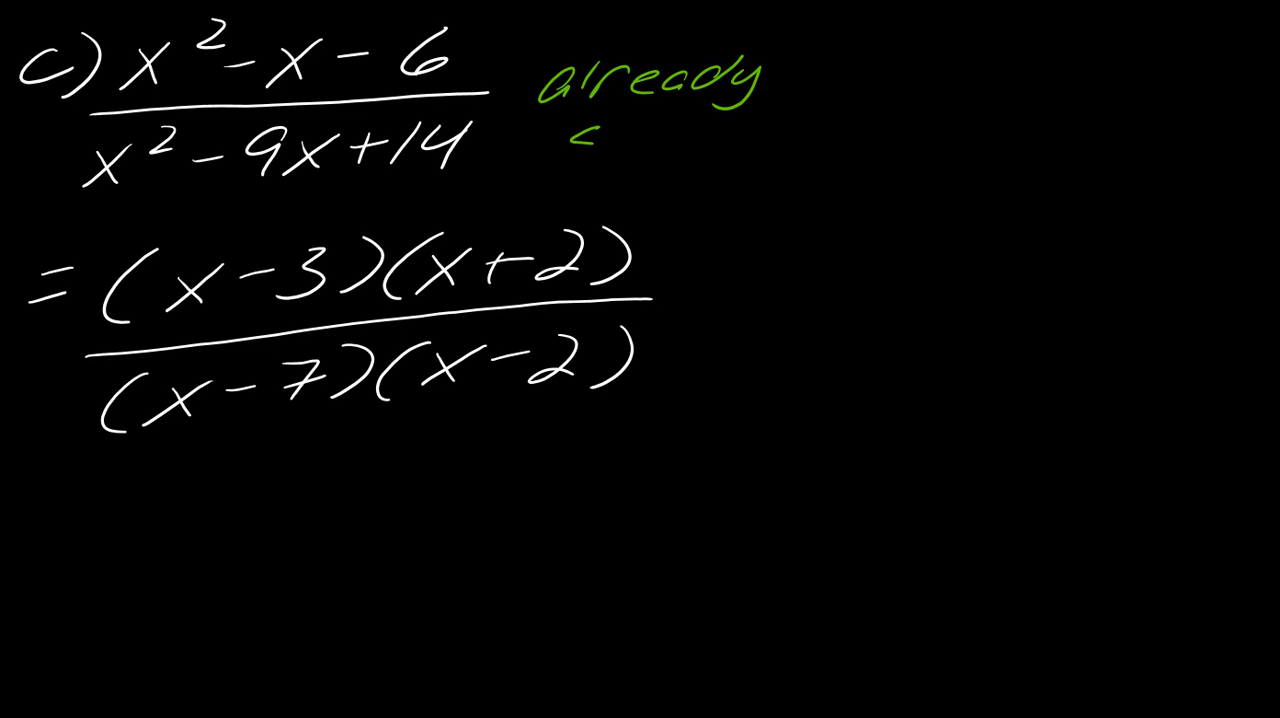 c) x² - x - 6 already
x² - 9x + 14
= (x - 3)(x + 2)
(x - 7)(x - 2)